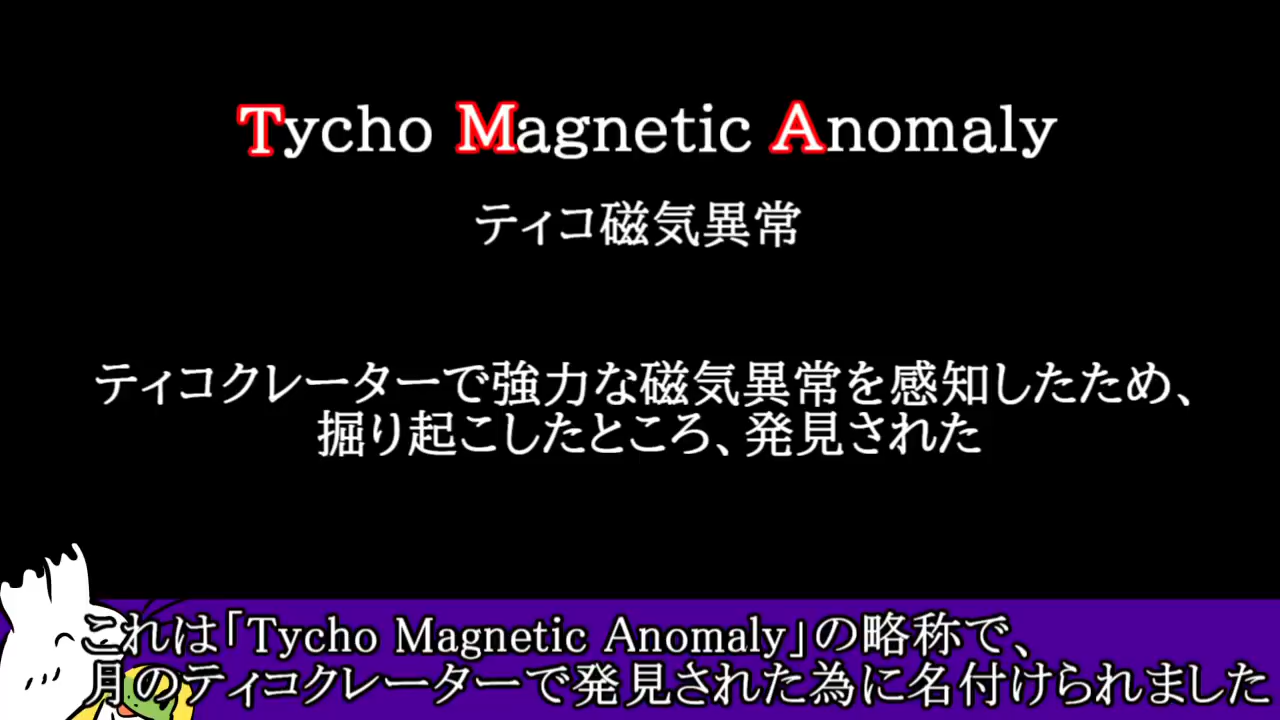 Tycho Magnetic Anomaly
ティコ磁気異常
ティコクレーターで強力な磁気異常を感知したため、
掘り起こしたところ、発見された
これは「Tycho Magnetic Anomaly」の略称で、
月のティコクレーターで発見された為に名付けられました